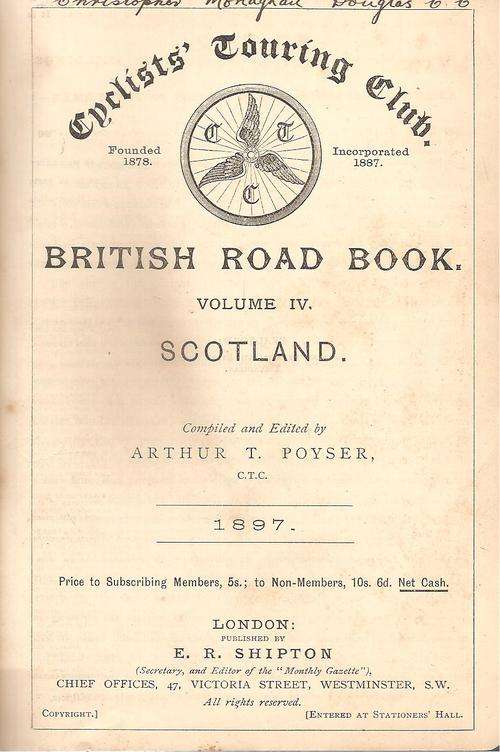 Christopher Monaghan Douglas
Cyclists' Touring Club.
C T
C
Founded
1878.
Incorporated
1887.
BRITISH ROAD BOOK.
VOLUME IV.
SCOTLAND.
Compiled and Edited by
ARTHUR T. POYSER,
C.T.C.
1897.
Price to Subscribing Members, 5s.; to Non-Members, 10s. 6d. Net Cash.
LONDON:
PUBLISHED BY
E. R. SHIPTON
(Secretary, and Editor of the "Monthly Gazette"),
CHIEF OFFICES, 47, VICTORIA STREET, WESTMINSTER, S.W.
All rights reserved.
COPYRIGHT.]
[ENTERED AT STATIONERS' HALL.